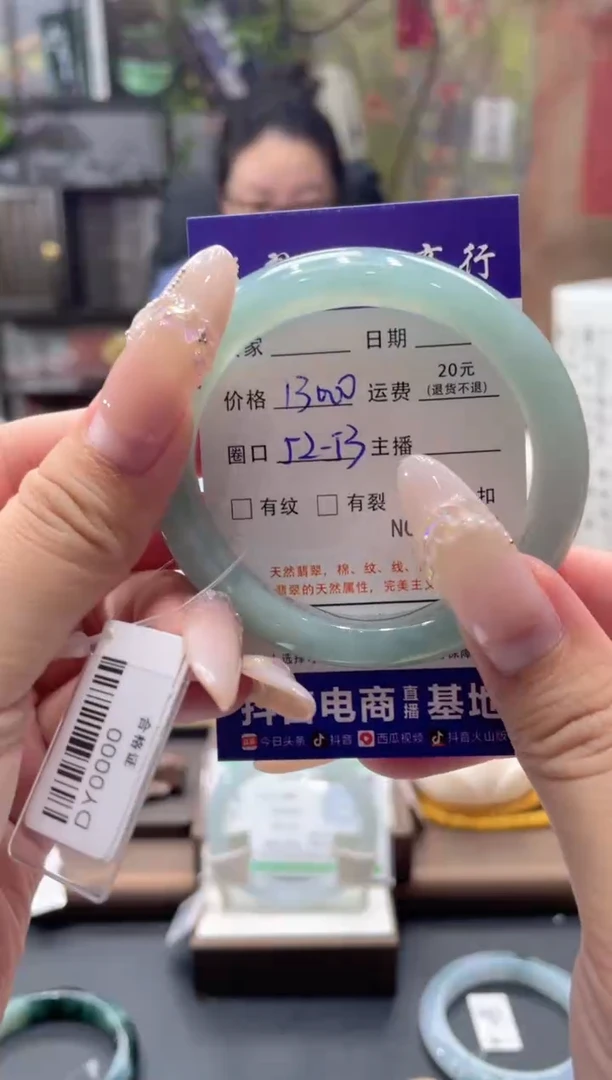 行
家 日期
价格 13000 运费 20元 (退货不退)
圈口 52-53 主播
有纹 有裂 扣
天然翡翠，棉、纹、线、
翡翠的天然属性，完美主义
抖音电商 直播 基地
今日头条 抖音 西瓜视频 抖音火山版
合格证
DY0000